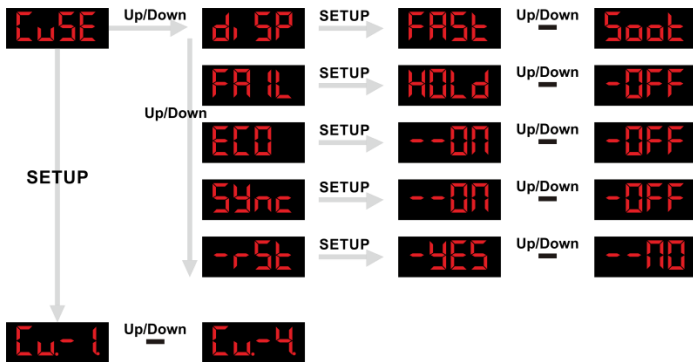 CuSE Up/Down di SP SETUP FASt Up/Down Soot
FAIL SETUP HOLd Up/Down -OFF
Up/Down
ECO SETUP --ON Up/Down -OFF
SETUP
SYnc SETUP --ON Up/Down -OFF
-rSt SETUP -YES Up/Down --NO
Cu.-1 Up/Down Cu.-4